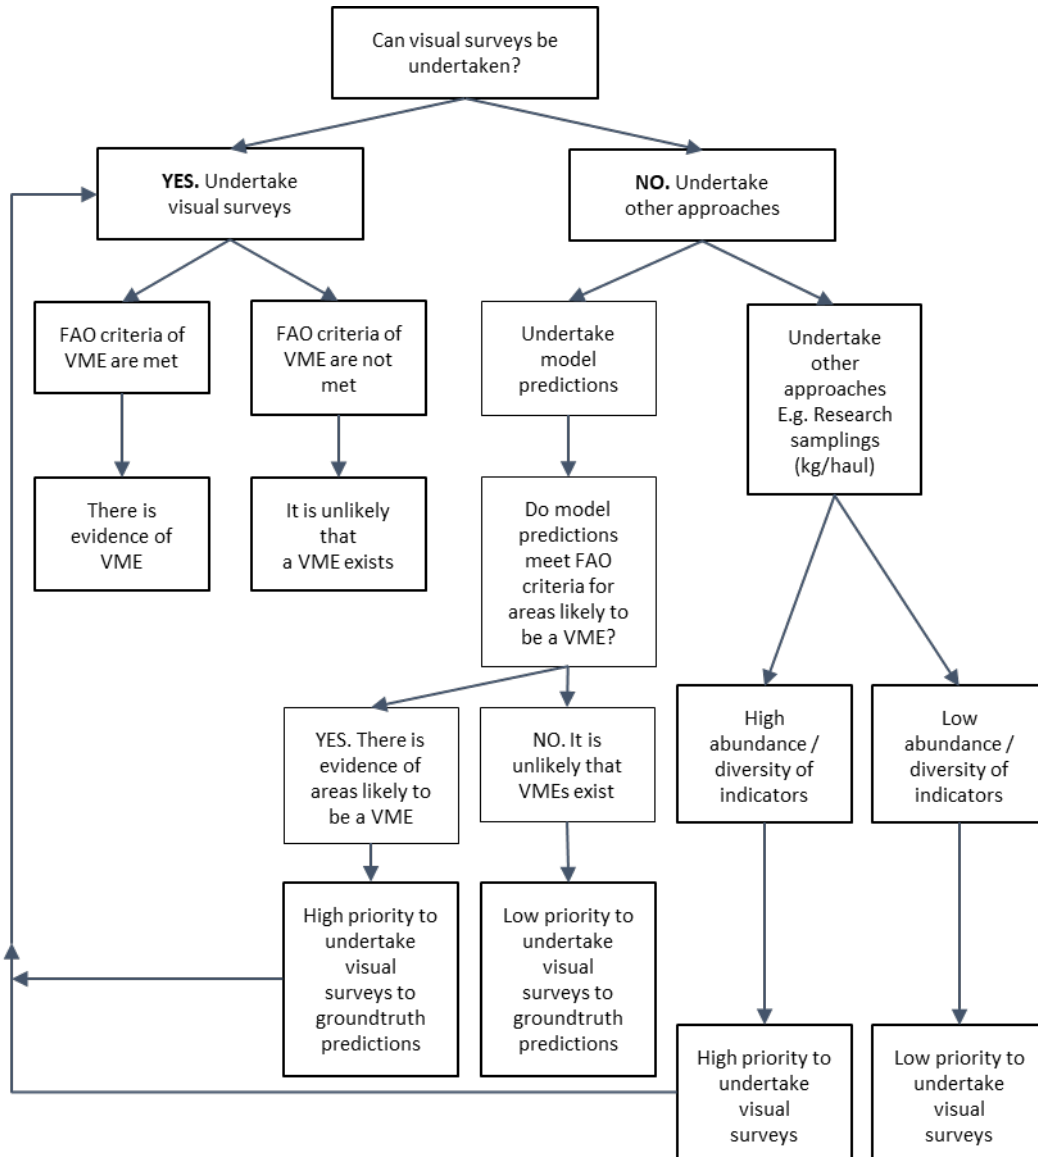 Can visual surveys be
undertaken?
YES. Undertake
visual surveys
NO. Undertake
other approaches
FAO criteria of
VME are met
FAO criteria of
VME are not
met
Undertake
model
predictions
Undertake
other
approaches
E.g. Research
samplings
(kg/haul)
There is
evidence of
VME
It is unlikely
that
a VME exists
Do model
predictions
meet FAO
criteria for
areas likely to
be a VME?
High
abundance /
diversity of
indicators
Low
abundance /
diversity of
indicators
YES. There is
evidence of
areas likely to
be a VME
NO. It is
unlikely that
VMEs exist
High priority to
undertake
visual
surveys to
groundtruth
predictions
Low priority to
undertake
visual
surveys to
groundtruth
predictions
High priority to
undertake
visual
surveys
Low priority to
undertake
visual
surveys